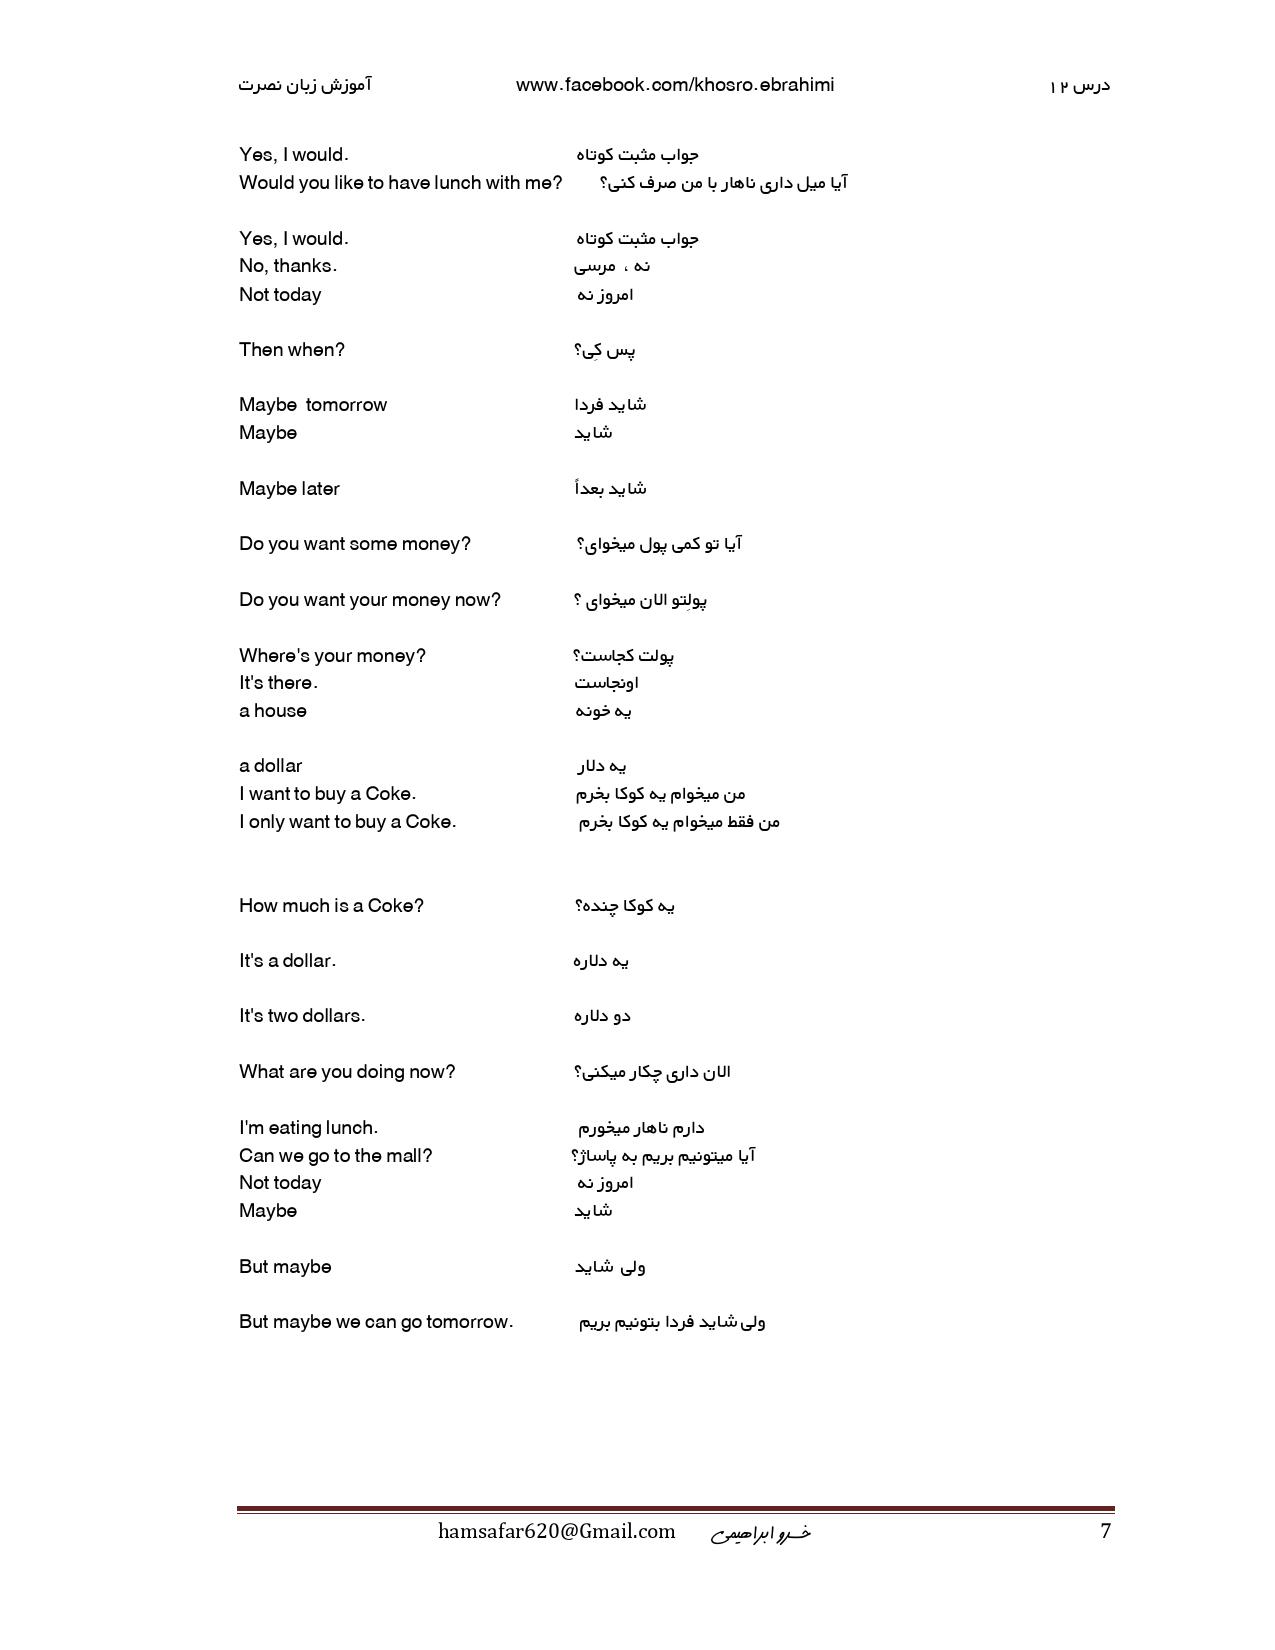 آموزش زبان نصرت www.facebook.com/khosro.ebrahimi درس ۱۲
Yes, I would. جواب مثبت کوتاه
Would you like to have lunch with me? آیا میل داری ناهار با من صرف کنی؟
Yes, I would. جواب مثبت کوتاه
No, thanks. نه ، مرسی
Not today امروز نه
Then when? پس کِی؟
Maybe tomorrow شاید فردا
Maybe شاید
Maybe later شاید بعداً
Do you want some money? آیا تو کمی پول میخوای؟
Do you want your money now? پولِتو الان میخوای ؟
Where's your money? پولت کجاست؟
It's there. اونجاست
a house یه خونه
a dollar یه دلار
I want to buy a Coke. من میخوام یه کوکا بخرم
I only want to buy a Coke. من فقط میخوام یه کوکا بخرم
How much is a Coke? یه کوکا چنده؟
It's a dollar. یه دلاره
It's two dollars. دو دلاره
What are you doing now? الان داری چکار میکنی؟
I'm eating lunch. دارم ناهار میخورم
Can we go to the mall? آیا میتونیم بریم به پاساژ؟
Not today امروز نه
Maybe شاید
But maybe ولی شاید
But maybe we can go tomorrow. ولی شاید فردا بتونیم بریم
hamsafar620@Gmail.com خسرو ابراهیمی 7